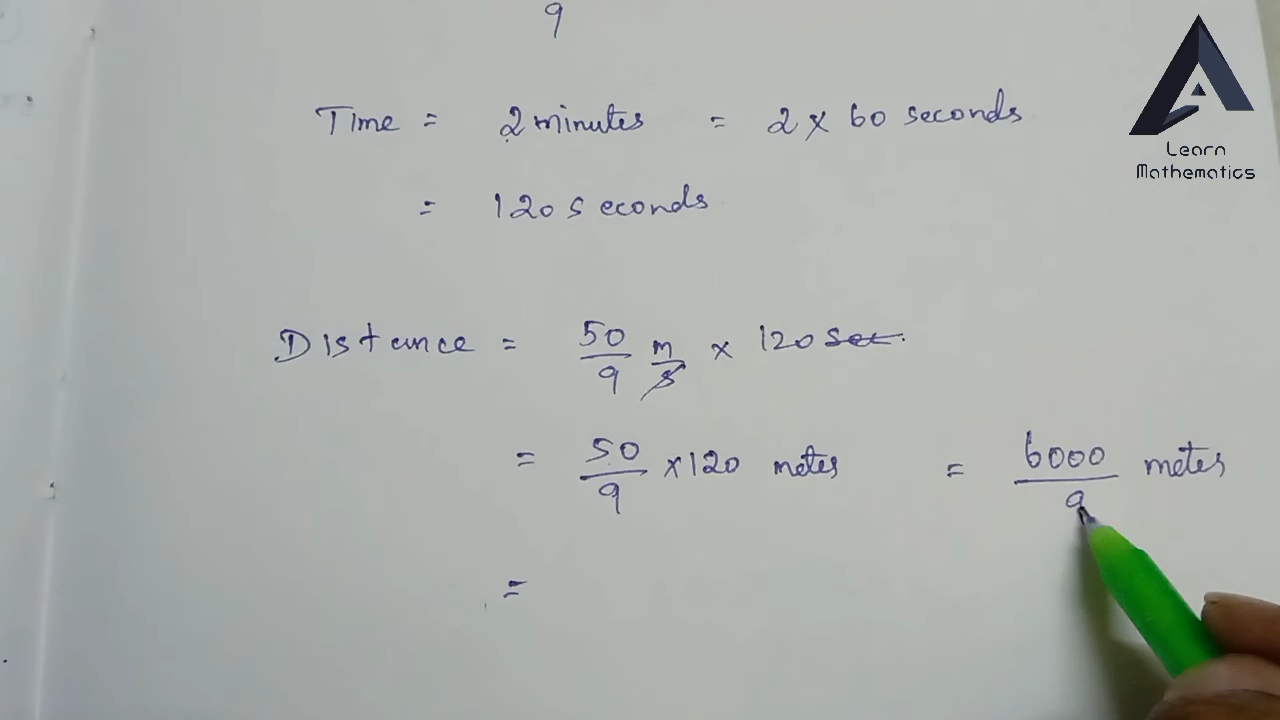 9
Time = 2 minutes = 2 × 60 seconds
= 120 seconds
Distance = 50/9 m/s × 120 sec.
= 50/9 × 120 metes = 6000/9 metes
=
Learn
Mathematics